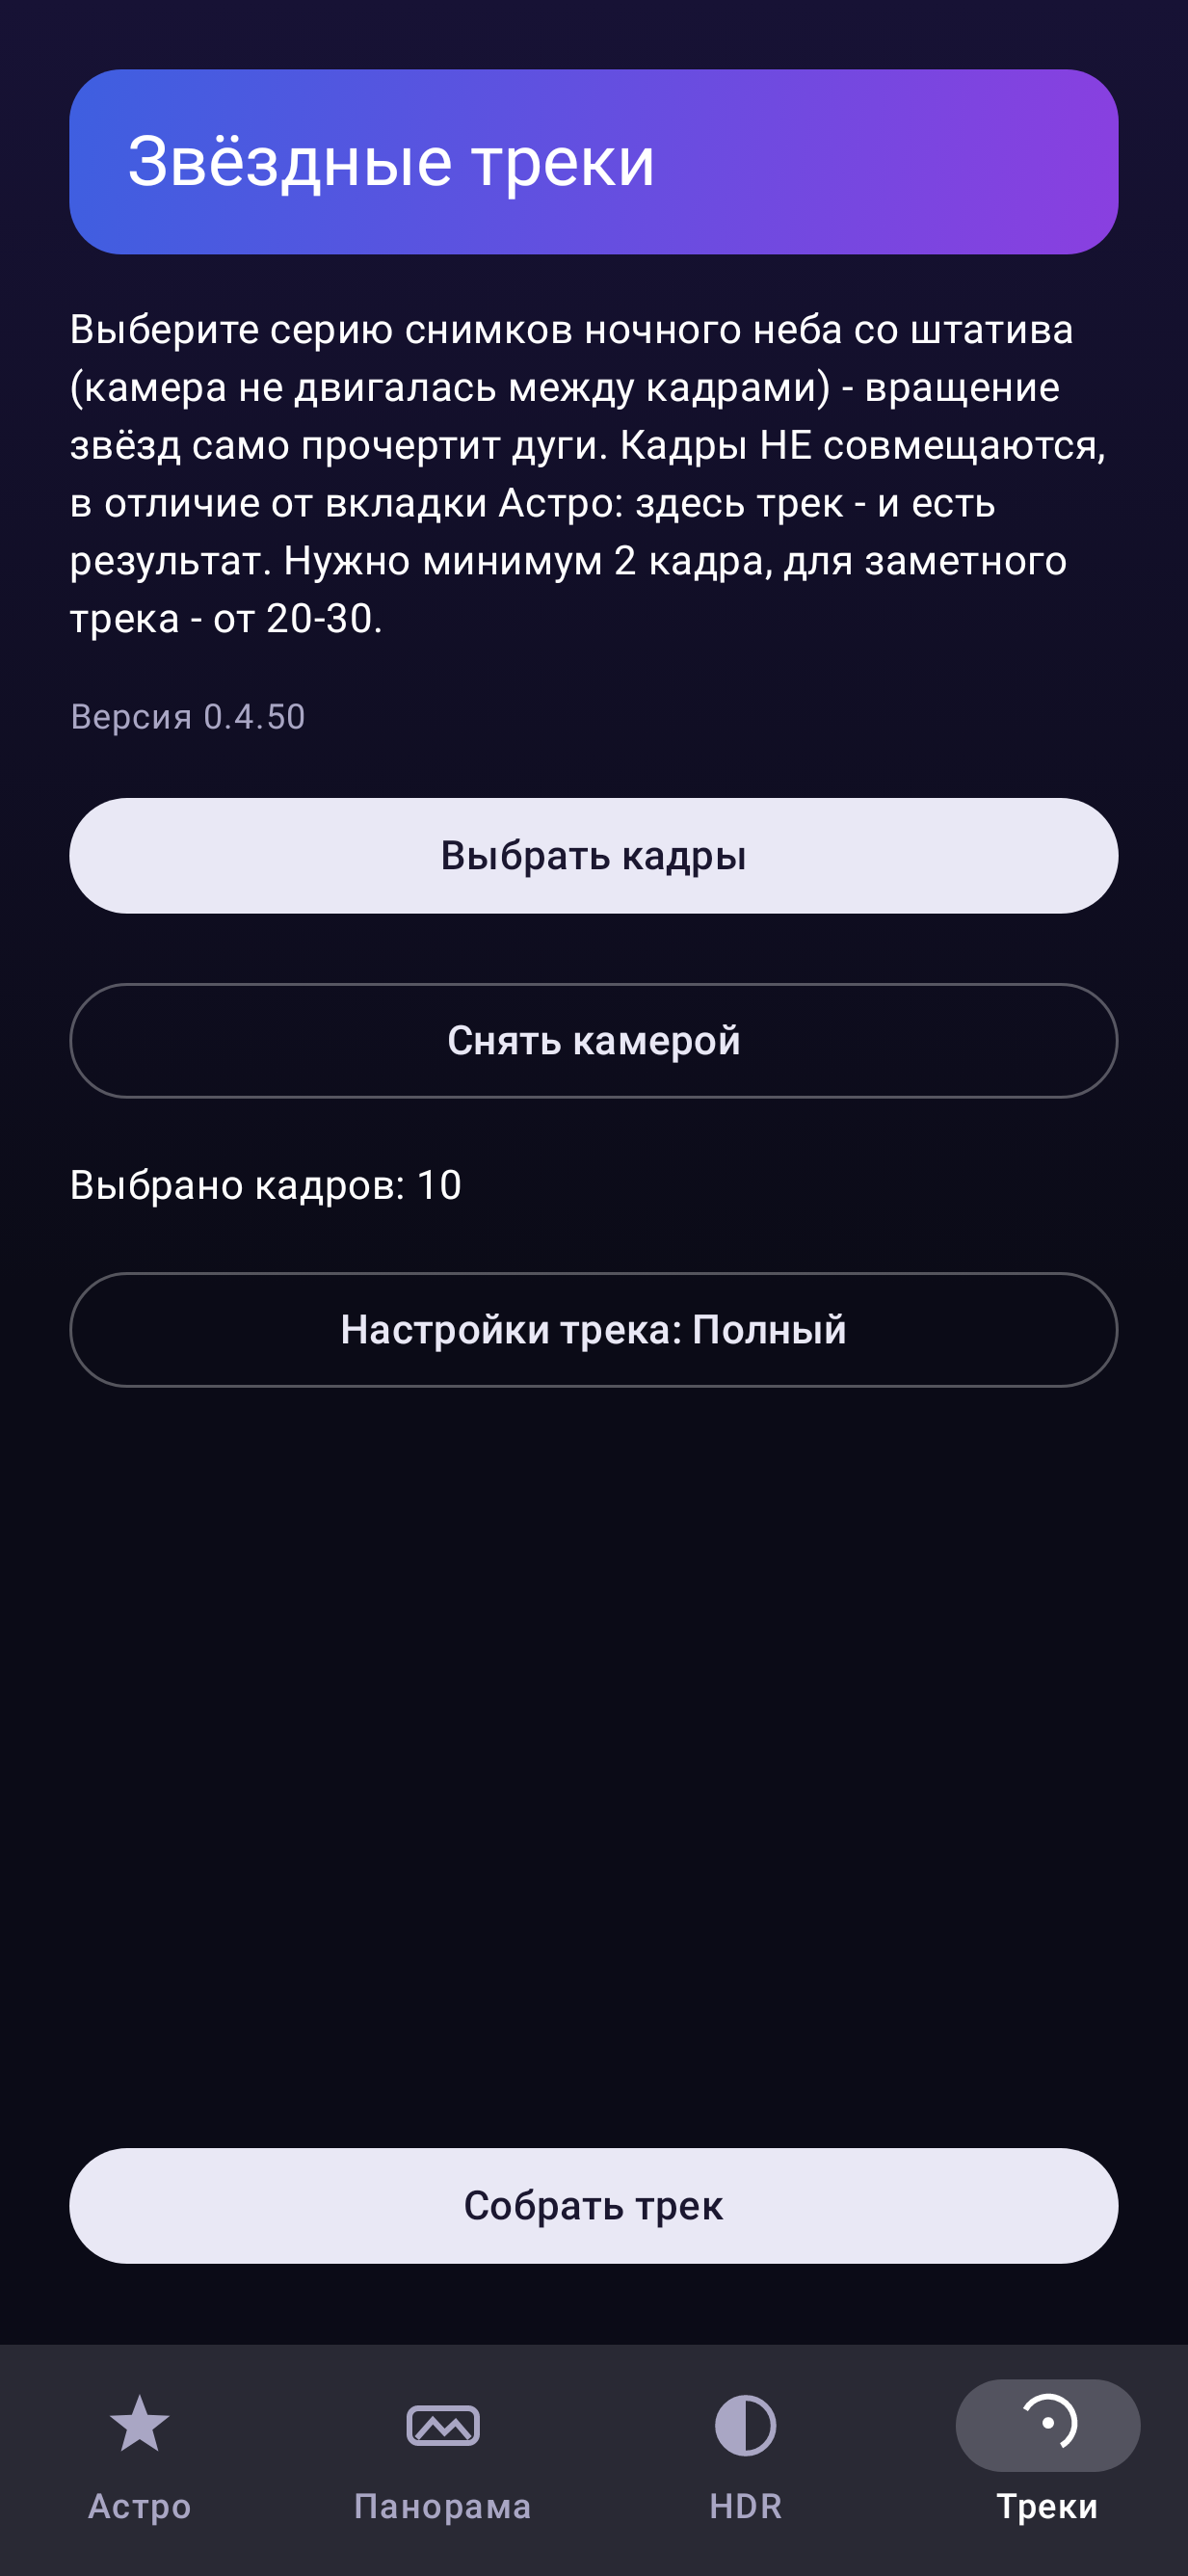 Звёздные треки
Выберите серию снимков ночного неба со штатива
(камера не двигалась между кадрами) - вращение
звёзд само прочертит дуги. Кадры НЕ совмещаются,
в отличие от вкладки Астро: здесь трек - и есть
результат. Нужно минимум 2 кадра, для заметного
трека - от 20-30.
Версия 0.4.50
Выбрать кадры
Снять камерой
Выбрано кадров: 10
Настройки трека: Полный
Собрать трек
Астро
Панорама
HDR
Треки